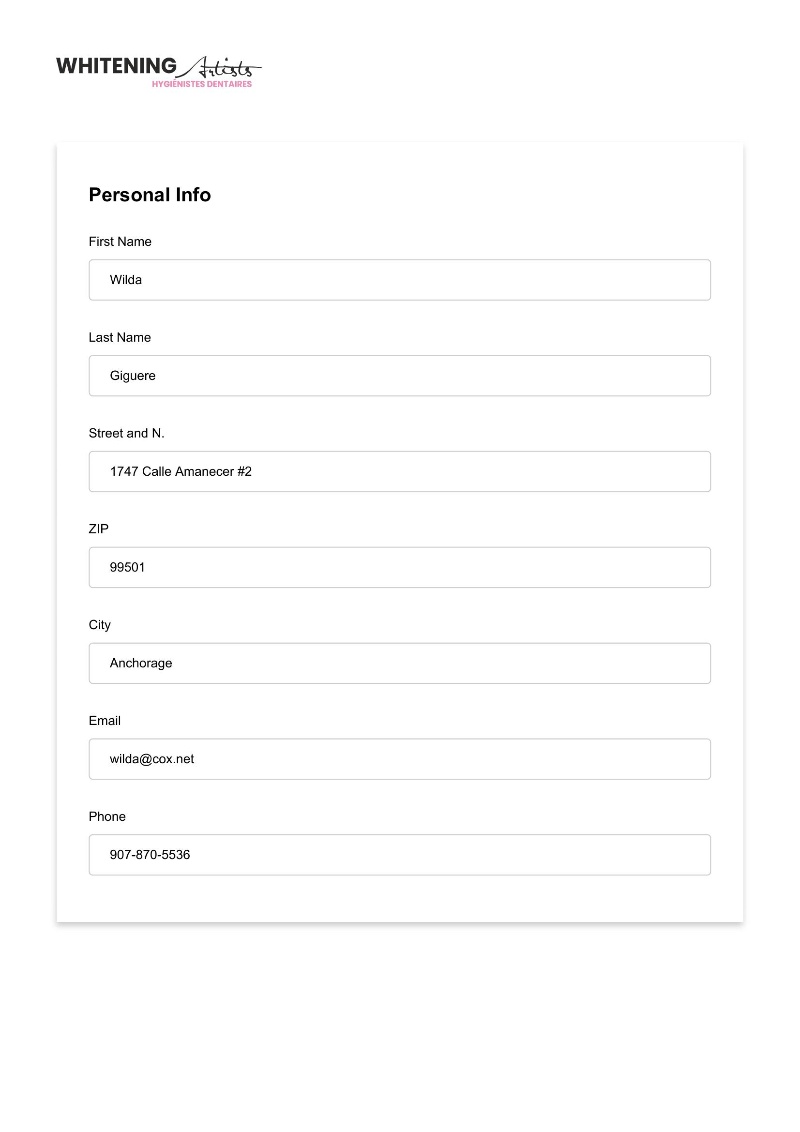 WHITENING Artists
HYGIÉNISTES DENTAIRES
Personal Info
First Name
Wilda
Last Name
Giguere
Street and N.
1747 Calle Amanecer #2
ZIP
99501
City
Anchorage
Email
wilda@cox.net
Phone
907-870-5536